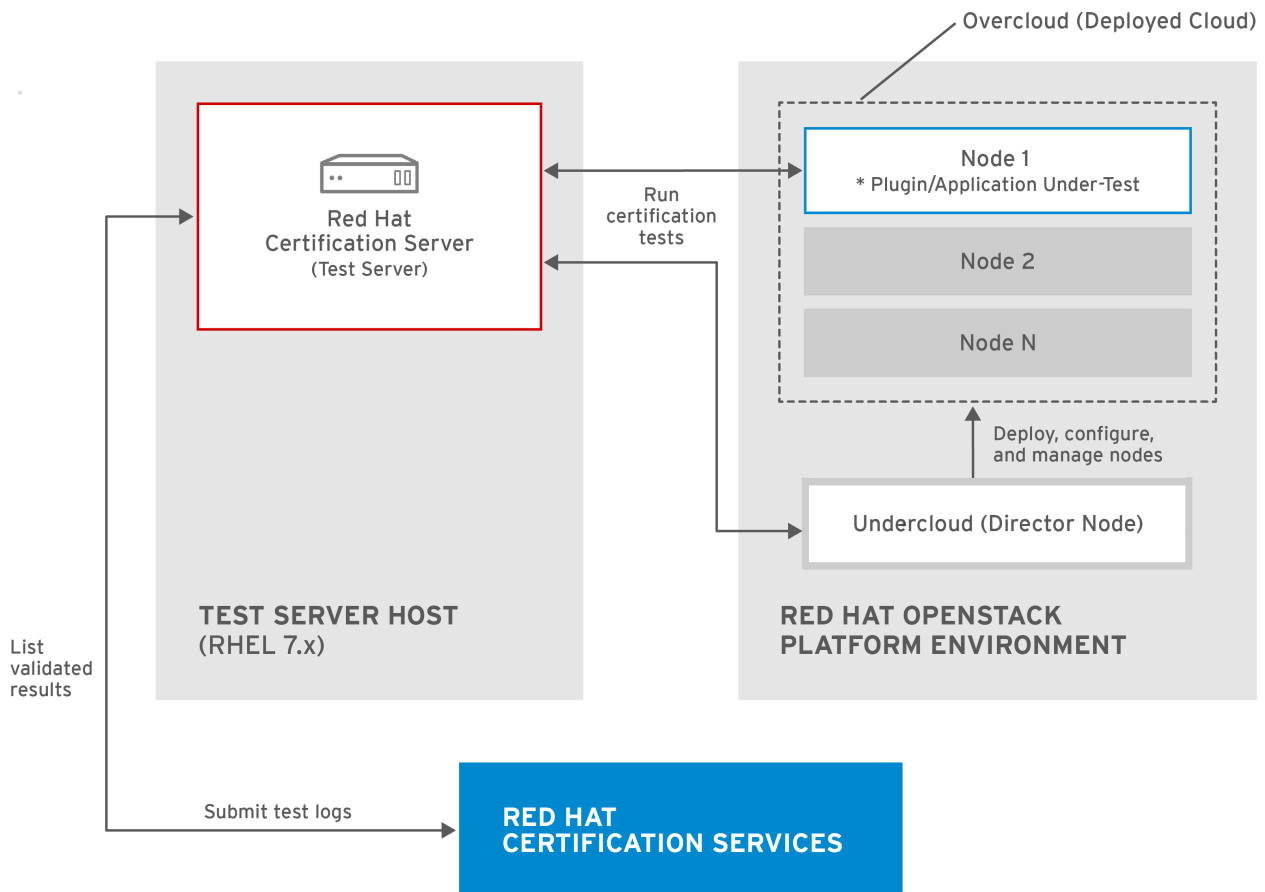 Overcloud (Deployed Cloud)
Red Hat
Certification Server
(Test Server)
Run
certification
tests
Node 1
* Plugin/Application Under-Test
Node 2
Node N
Deploy, configure,
and manage nodes
Undercloud (Director Node)
TEST SERVER HOST
(RHEL 7.x)
RED HAT OPENSTACK
PLATFORM ENVIRONMENT
List
validated
results
Submit test logs
RED HAT
CERTIFICATION SERVICES